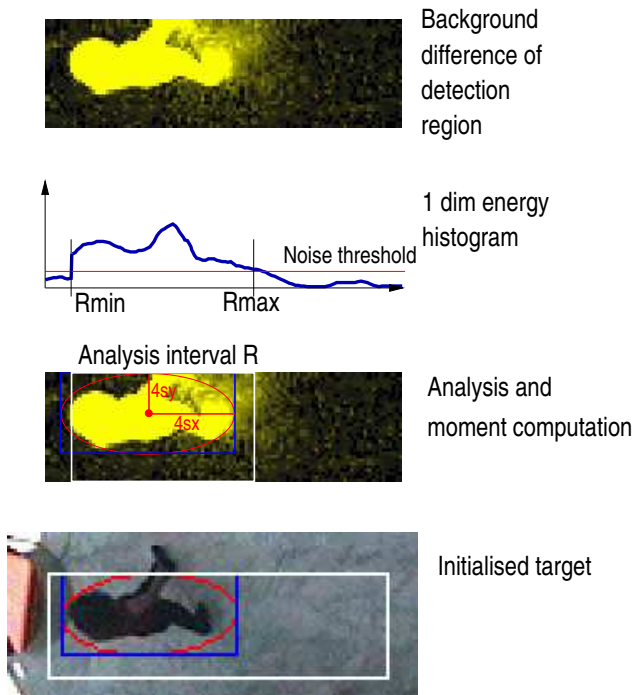 Background
difference of
detection
region
1 dim energy
histogram
Noise threshold
Rmin
Rmax
Analysis interval R
4sy
4sx
Analysis and
moment computation
Initialised target